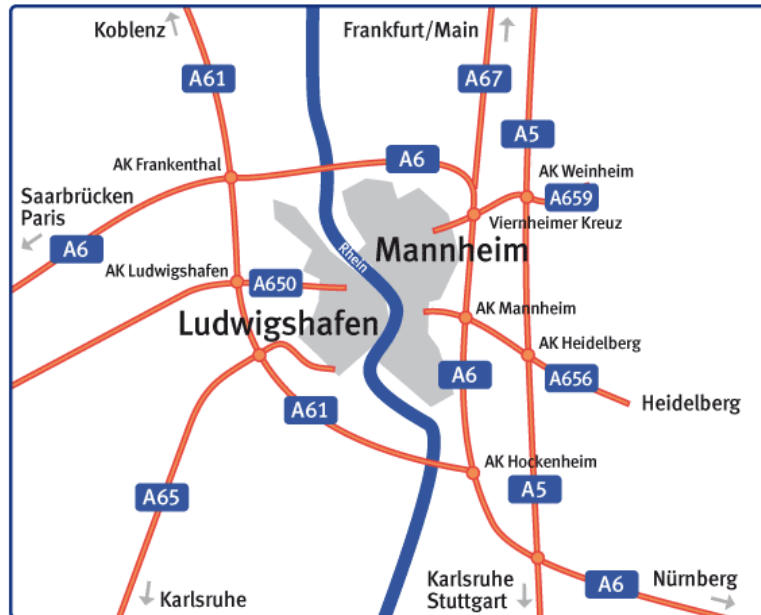 Koblenz
Frankfurt/Main
A61
A67
A5
AK Frankenthal
A6
AK Weinheim
A659
Saarbrücken
Paris
Viernheimer Kreuz
A6
Rhein
Mannheim
AK Ludwigshafen
A650
AK Mannheim
Ludwigshafen
AK Heidelberg
A6
A656
Heidelberg
A61
AK Hockenheim
A65
A5
Karlsruhe
Karlsruhe
Stuttgart
A6
Nürnberg